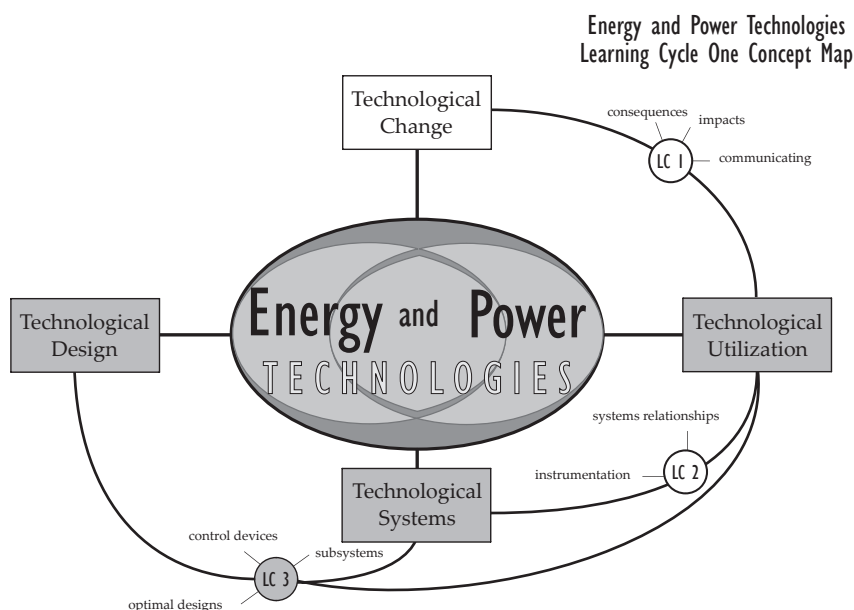 Energy and Power Technologies
Learning Cycle One Concept Map
Technological
Change
consequences
impacts
LC 1
communicating
Energy and Power
TECHNOLOGIES
Technological
Design
Technological
Utilization
systems relationships
instrumentation
LC 2
Technological
Systems
control devices
subsystems
LC 3
optimal designs